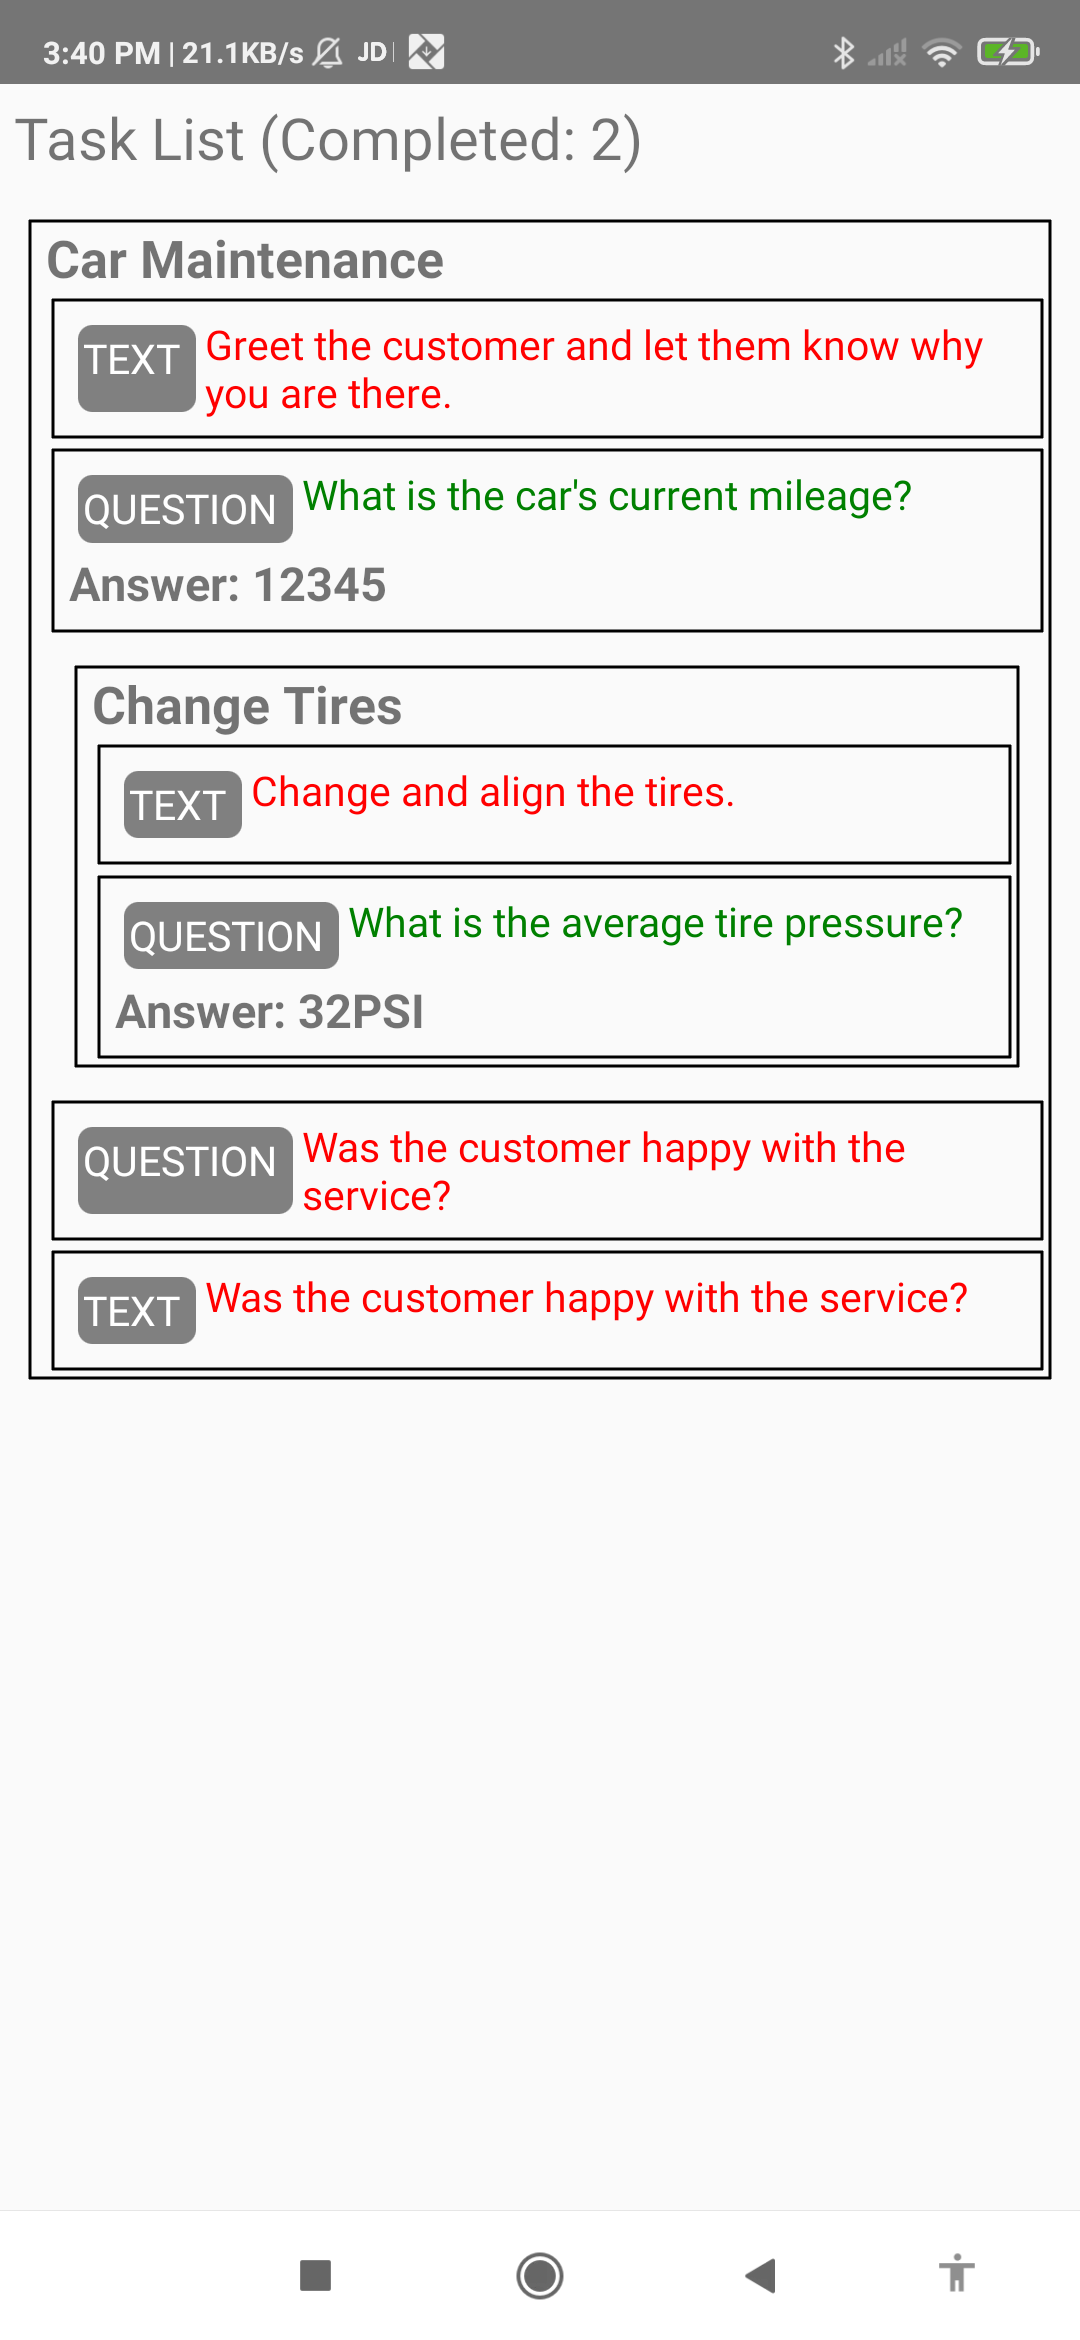 3:40 PM | 21.1KB/s JD
Task List (Completed: 2)
Car Maintenance
TEXT Greet the customer and let them know why
you are there.
QUESTION What is the car's current mileage?
Answer: 12345
Change Tires
TEXT Change and align the tires.
QUESTION What is the average tire pressure?
Answer: 32PSI
QUESTION Was the customer happy with the
service?
TEXT Was the customer happy with the service?